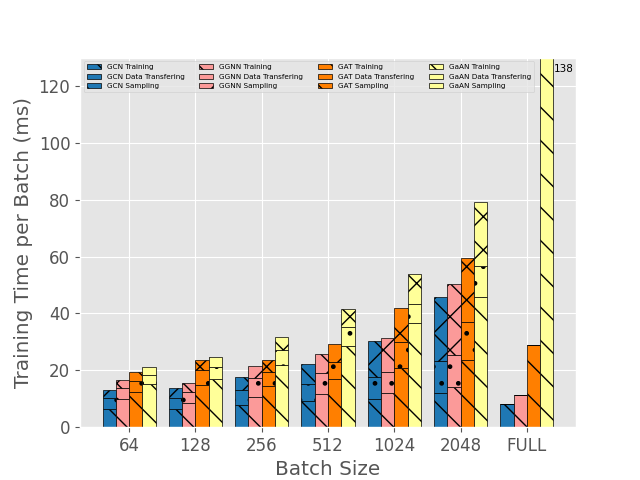 GCN Training GGNN Training GAT Training GaAN Training
GCN Data Transfering GGNN Data Transfering GAT Data Transfering GaAN Data Transfering
GCN Sampling GGNN Sampling GAT Sampling GaAN Sampling
138
120
100
80
60
40
20
0
Training Time per Batch (ms)
64 128 256 512 1024 2048 FULL
Batch Size